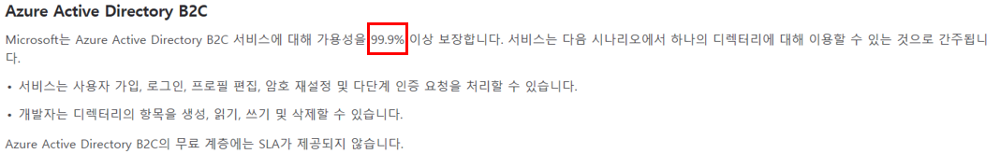 Azure Active Directory B2C
Microsoft는 Azure Active Directory B2C 서비스에 대해 가용성을 99.9% 이상 보장합니다. 서비스는 다음 시나리오에서 하나의 디렉터리에 대해 이용할 수 있는 것으로 간주됩니
다.
• 서비스는 사용자 가입, 로그인, 프로필 편집, 암호 재설정 및 다단계 인증 요청을 처리할 수 있습니다.
• 개발자는 디렉터리의 항목을 생성, 읽기, 쓰기 및 삭제할 수 있습니다.
Azure Active Directory B2C의 무료 계층에는 SLA가 제공되지 않습니다.